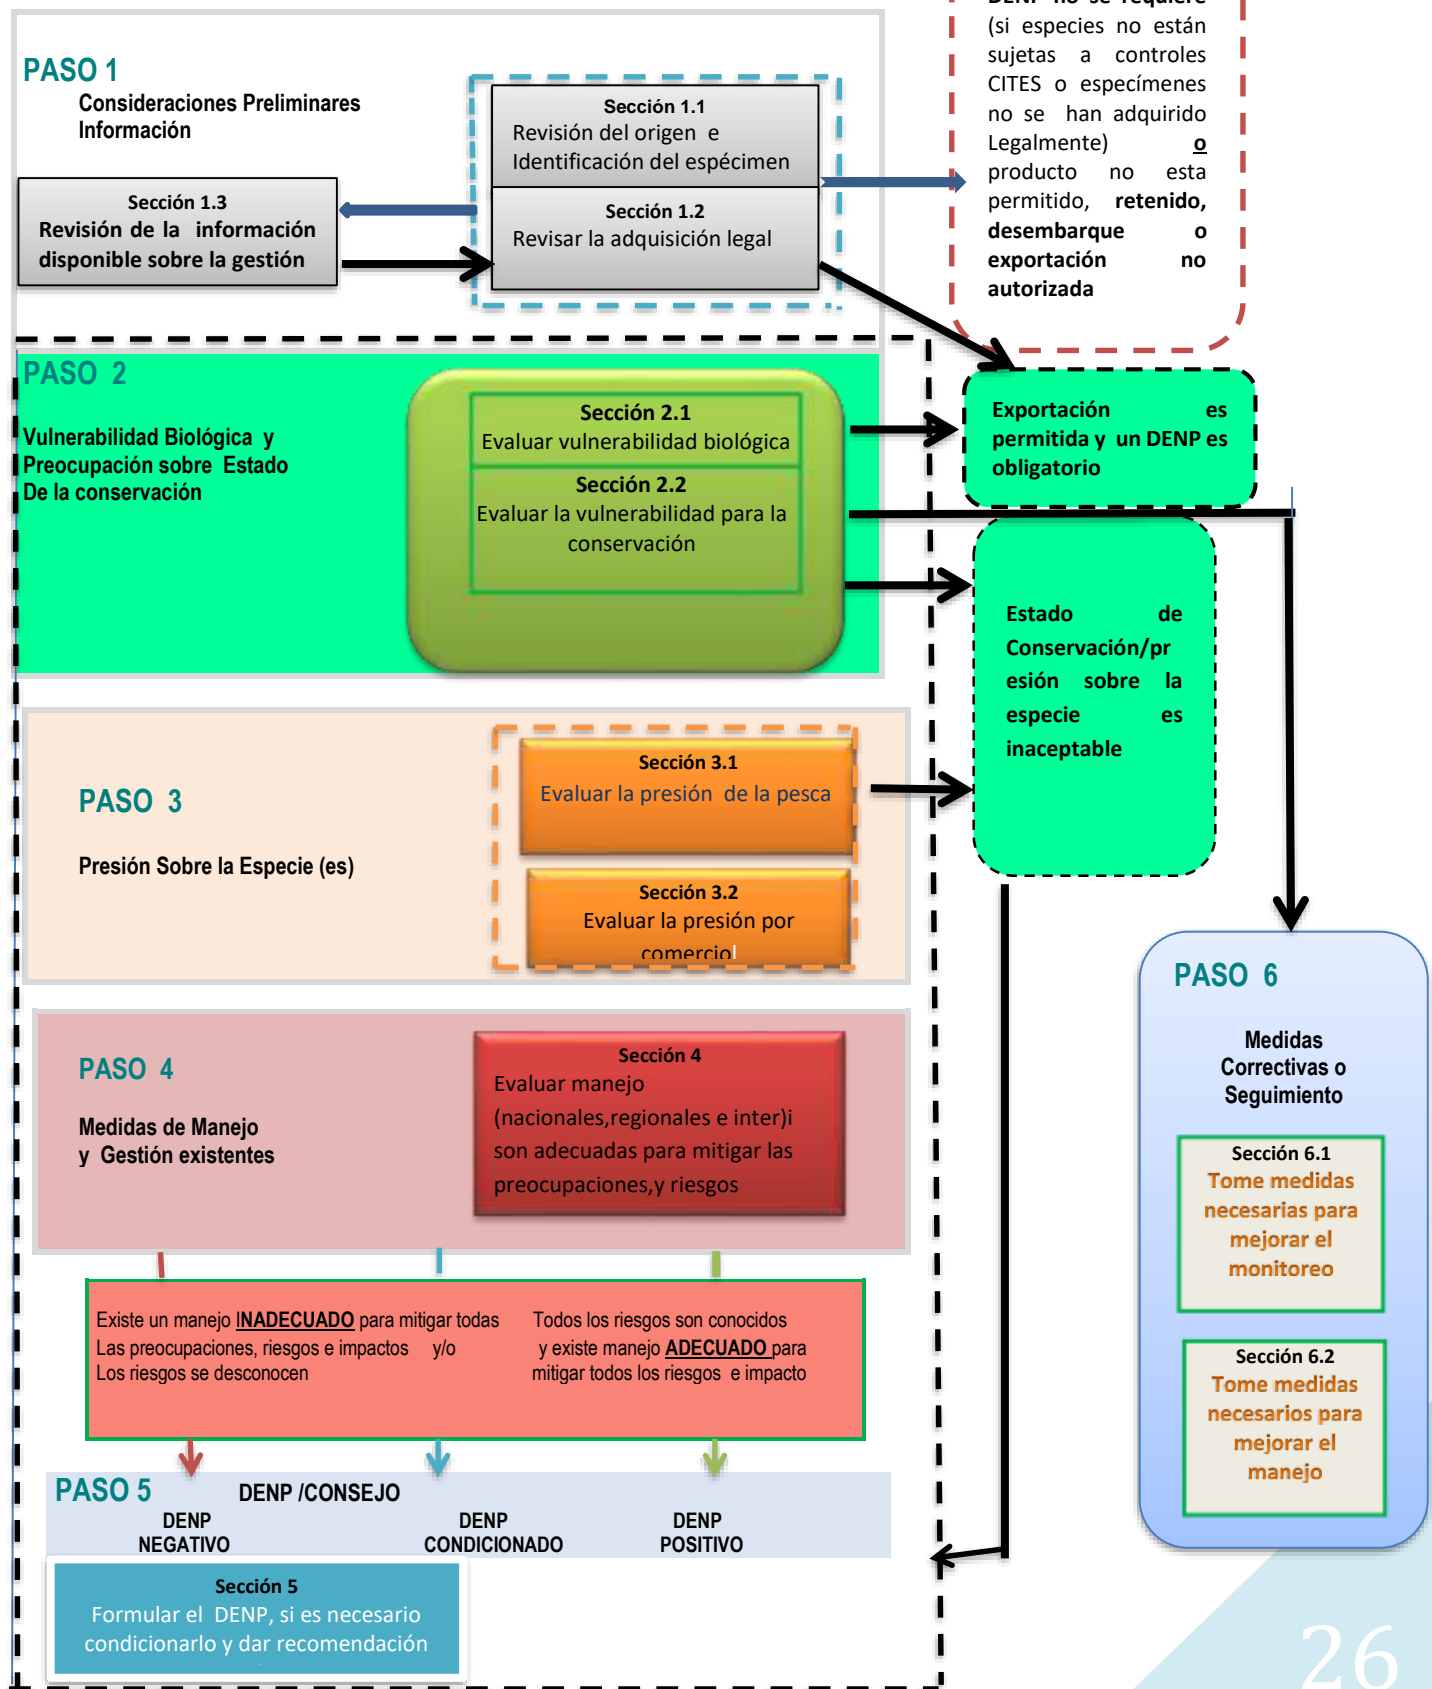 PASO 1
Consideraciones Preliminares
Información
Sección 1.1
Revisión del origen e
Identificación del espécimen
Sección 1.2
Revisar la adquisición legal
Sección 1.3
Revisión de la información
disponible sobre la gestión
DENP no se requiere
(si especies no están
sujetas a controles
CITES o especímenes
no se han adquirido
Legalmente) o
producto no esta
permitido, retenido,
desembarque o
exportación no
autorizada
PASO 2
Vulnerabilidad Biológica y
Preocupación sobre Estado
De la conservación
Sección 2.1
Evaluar vulnerabilidad biológica
Sección 2.2
Evaluar la vulnerabilidad para la
conservación
Exportación es
permitida y un DENP es
obligatorio
Estado de
Conservación/pr
esión sobre la
especie es
inaceptable
PASO 3
Presión Sobre la Especie (es)
Sección 3.1
Evaluar la presión de la pesca
Sección 3.2
Evaluar la presión por
comercio
PASO 4
Medidas de Manejo
y Gestión existentes
Sección 4
Evaluar manejo
(nacionales,regionales e inter)i
son adecuadas para mitigar las
preocupaciones,y riesgos
Existe un manejo INADECUADO para mitigar todas
Las preocupaciones, riesgos e impactos y/o
Los riesgos se desconocen
Todos los riesgos son conocidos
y existe manejo ADECUADO para
mitigar todos los riesgos e impacto
PASO 5
DENP /CONSEJO
DENP
NEGATIVO
DENP
CONDICIONADO
DENP
POSITIVO
Sección 5
Formular el DENP, si es necesario
condicionarlo y dar recomendación
PASO 6
Medidas
Correctivas o
Seguimiento
Sección 6.1
Tome medidas
necesarias para
mejorar el
monitoreo
Sección 6.2
Tome medidas
necesarios para
mejorar el
manejo
26